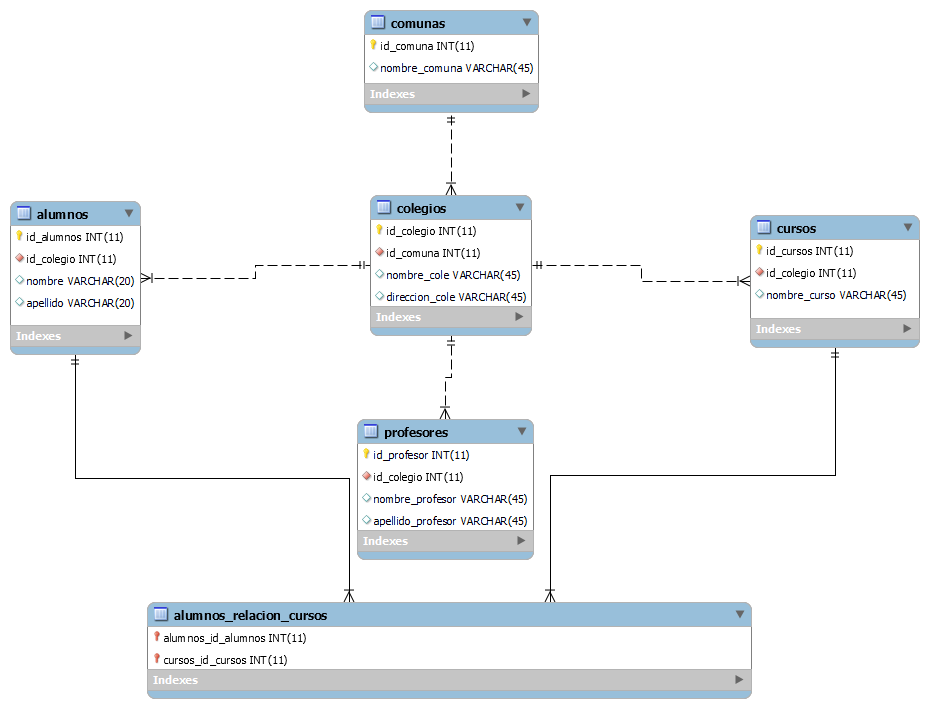 comunas
id_comuna INT(11)
nombre_comuna VARCHAR(45)
Indexes
alumnos
id_alumnos INT(11)
id_colegio INT(11)
nombre VARCHAR(20)
apellido VARCHAR(20)
Indexes
colegios
id_colegio INT(11)
id_comuna INT(11)
nombre_cole VARCHAR(45)
direccion_cole VARCHAR(45)
Indexes
cursos
id_cursos INT(11)
id_colegio INT(11)
nombre_curso VARCHAR(45)
Indexes
profesores
id_profesor INT(11)
id_colegio INT(11)
nombre_profesor VARCHAR(45)
apellido_profesor VARCHAR(45)
Indexes
alumnos_relacion_cursos
alumnos_id_alumnos INT(11)
cursos_id_cursos INT(11)
Indexes